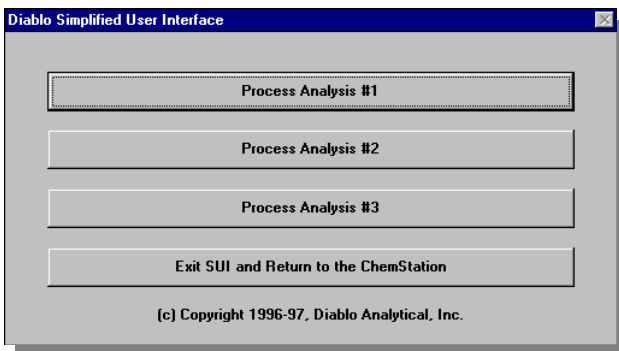 Diablo Simplified User Interface
Process Analysis #1
Process Analysis #2
Process Analysis #3
Exit SUI and Return to the ChemStation
(c) Copyright 1996-97, Diablo Analytical, Inc.